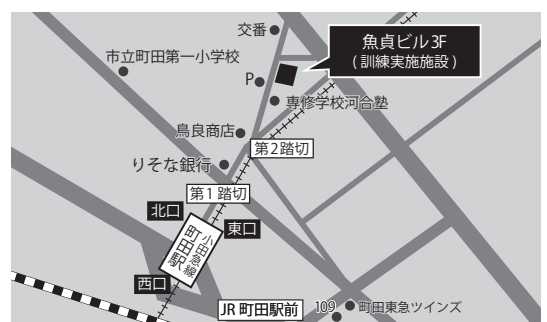 交番
魚貞ビル3F
(訓練実施施設)
市立町田第一小学校
P
専修学校河合塾
鳥良商店
第2踏切
りそな銀行
第1踏切
北口
東口
小田急線
町田駅
西口
JR 町田駅前
109
町田東急ツインズ